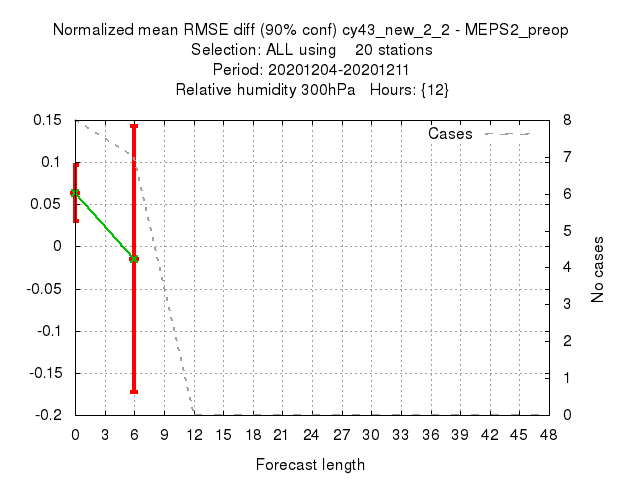 Normalized mean RMSE diff (90% conf) cy43_new_2_2 - MEPS2_preop
Selection: ALL using    20 stations
Period: 20201204-20201211
Relative humidity 300hPa   Hours: {12}
Cases
0.15
0.1
0.05
0
-0.05
-0.1
-0.15
-0.2
8
7
6
5
4
3
2
1
0
No cases
0 3 6 9 12 15 18 21 24 27 30 33 36 39 42 45 48
Forecast length